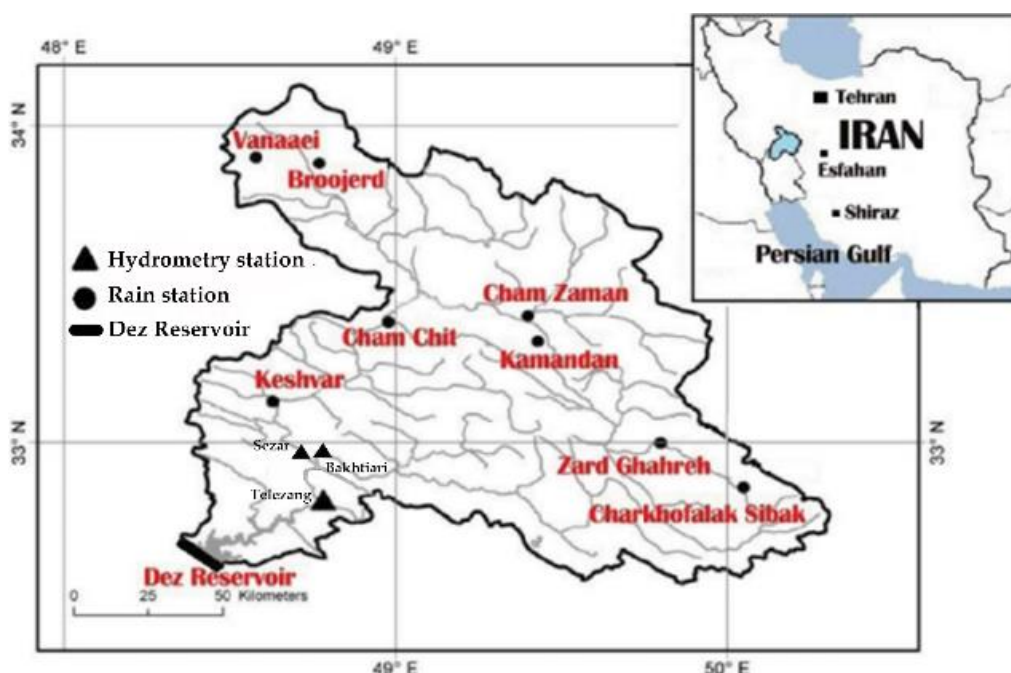 48° E
49° E
34° N
Vanaaei
Broojerd
Tehran
IRAN
Esfahan
Shiraz
Persian Gulf
Hydrometry station
Rain station
Dez Reservoir
Cham Zaman
Cham Chit
Kamandan
Keshvar
33° N
33° N
Sezar
Bakhtiari
Zard Ghahreh
Telezang
Charkhofalak Sibak
Dez Reservoir
0 25 50 Kilometers
49° E
50° E